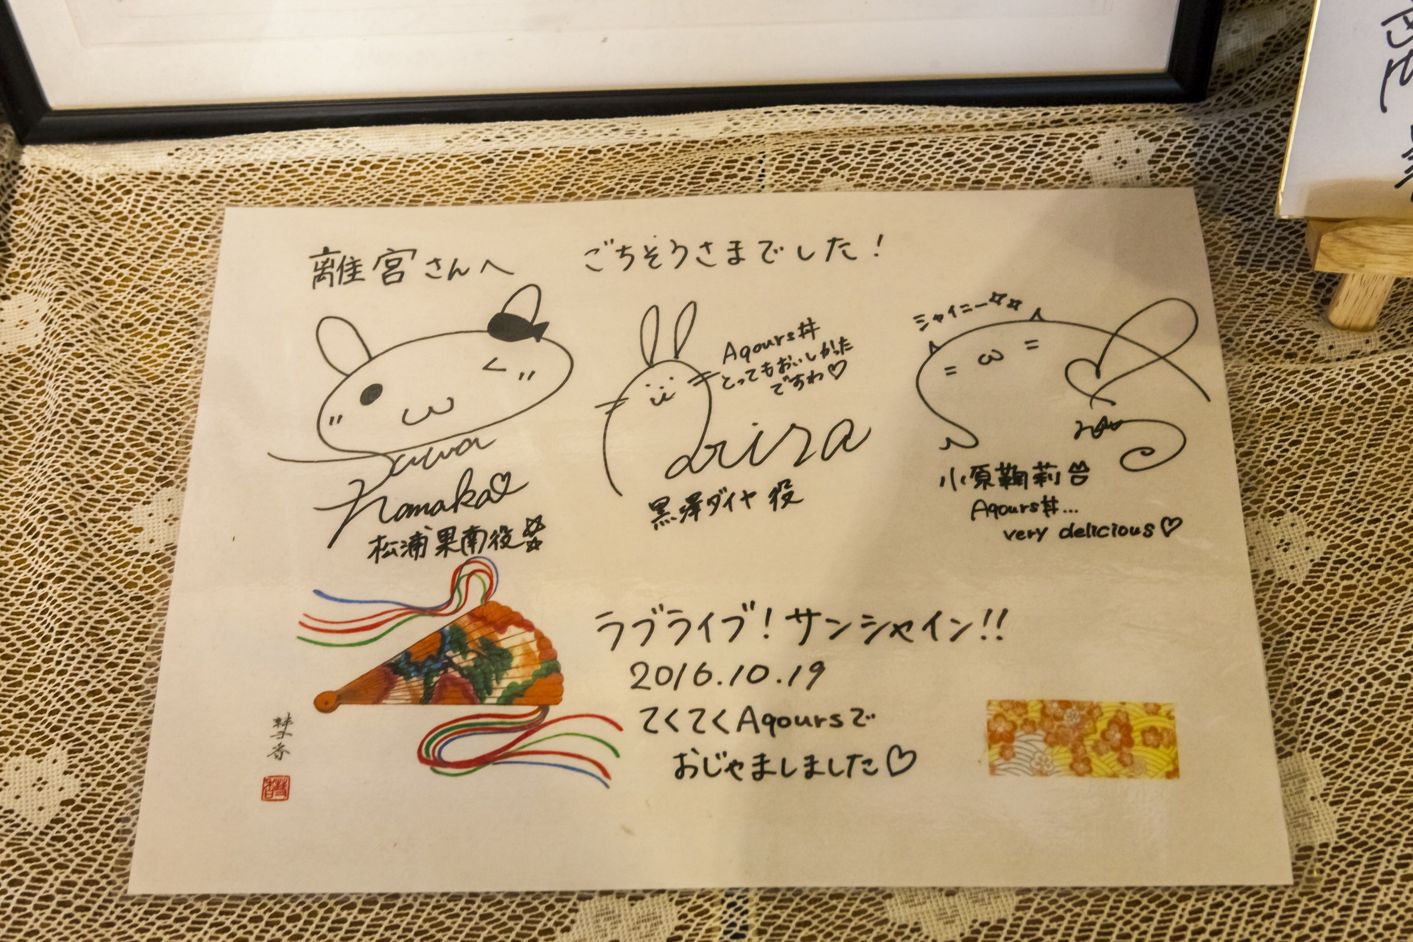 離宮さんへ　ごちそうさまでした!
Aqours丼
とってもおいしかった
ですわ♡
シャイニー☆☆
Suwa
Nanaka♡
松浦果南役
Arisa
黒澤ダイヤ 役
小原鞠莉
Aqours丼...
very delicious♡
ラブライブ!サンシャイン!!
2016.10.19
てくてくAqoursで
おじゃましました♡